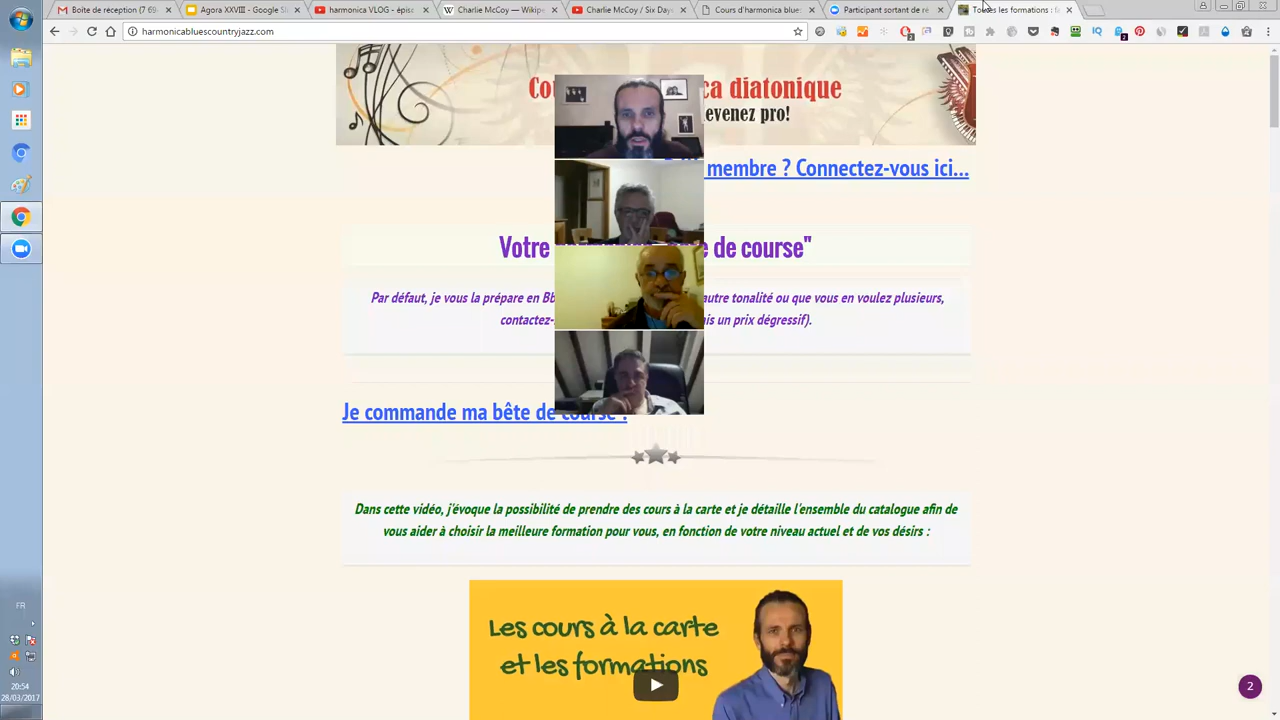 Boîte de réception (7 69
Agora XXVIII - Google Sl
harmonica VLOG - épiso
Charlie McCoy — Wikipe
Charlie McCoy / Six Day
Cours d'harmonica blues
Participant sortant de ré
Toutes les formations : f
harmonicabluescountryjazz.com
ca diatonique
evenez pro!
membre ? Connectez-vous ici...
Votre de course"
Par défaut, je vous la prépare en Bb autre tonalité ou que vous en voulez plusieurs,
contactez- is un prix dégressif).
Je commande ma bête de course !
Dans cette vidéo, j'évoque la possibilité de prendre des cours à la carte et je détaille l'ensemble du catalogue afin de
vous aider à choisir la meilleure formation pour vous, en fonction de votre niveau actuel et de vos désirs :
Les cours à la carte
et les formations
FR
20:54
28/03/2017
2